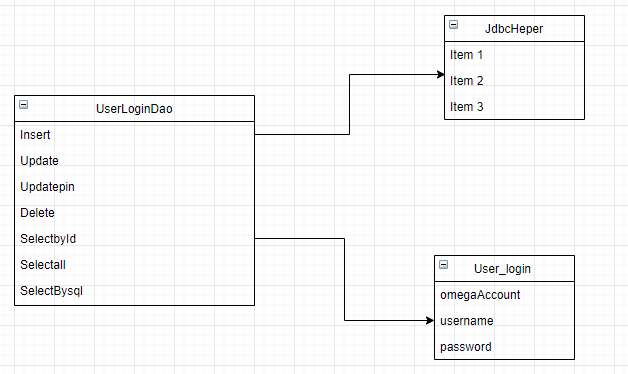 JdbcHeper
Item 1
Item 2
Item 3
UserLoginDao
Insert
Update
Updatepin
Delete
SelectbyId
Selectall
SelectBysql
User_login
omegaAccount
username
password